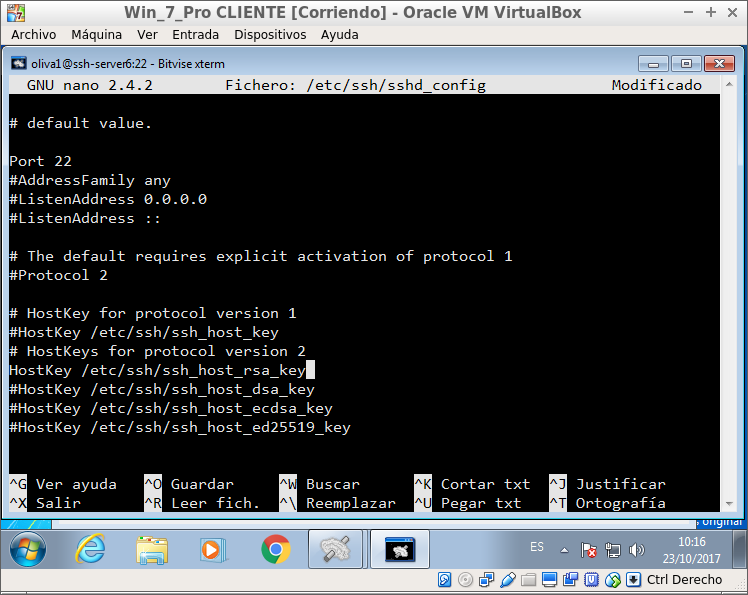 Win_7_Pro CLIENTE [Corriendo] - Oracle VM VirtualBox
Archivo Máquina Ver Entrada Dispositivos Ayuda
oliva1@ssh-server6:22 - Bitvise xterm
GNU nano 2.4.2 Fichero: /etc/ssh/sshd_config Modificado
# default value.
Port 22
#AddressFamily any
#ListenAddress 0.0.0.0
#ListenAddress ::
# The default requires explicit activation of protocol 1
#Protocol 2
# HostKey for protocol version 1
#HostKey /etc/ssh/ssh_host_key
# HostKeys for protocol version 2
HostKey /etc/ssh/ssh_host_rsa_key
#HostKey /etc/ssh/ssh_host_dsa_key
#HostKey /etc/ssh/ssh_host_ecdsa_key
#HostKey /etc/ssh/ssh_host_ed25519_key
^G Ver ayuda ^O Guardar ^W Buscar ^K Cortar txt ^J Justificar
^X Salir ^R Leer fich. ^\ Reemplazar ^U Pegar txt ^T Ortografía
, original
ES
10:16
23/10/2017
Ctrl Derecho